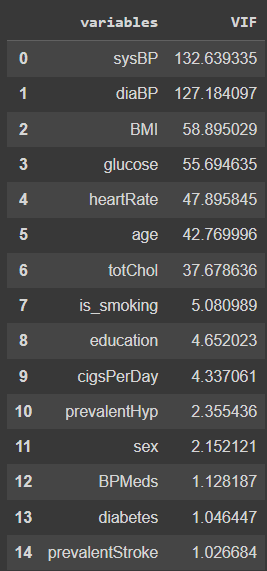 variables VIF
0 sysBP 132.639335
1 diaBP 127.184097
2 BMI 58.895029
3 glucose 55.694635
4 heartRate 47.895845
5 age 42.769996
6 totChol 37.678636
7 is_smoking 5.080989
8 education 4.652023
9 cigsPerDay 4.337061
10 prevalentHyp 2.355436
11 sex 2.152121
12 BPMeds 1.128187
13 diabetes 1.046447
14 prevalentStroke 1.026684